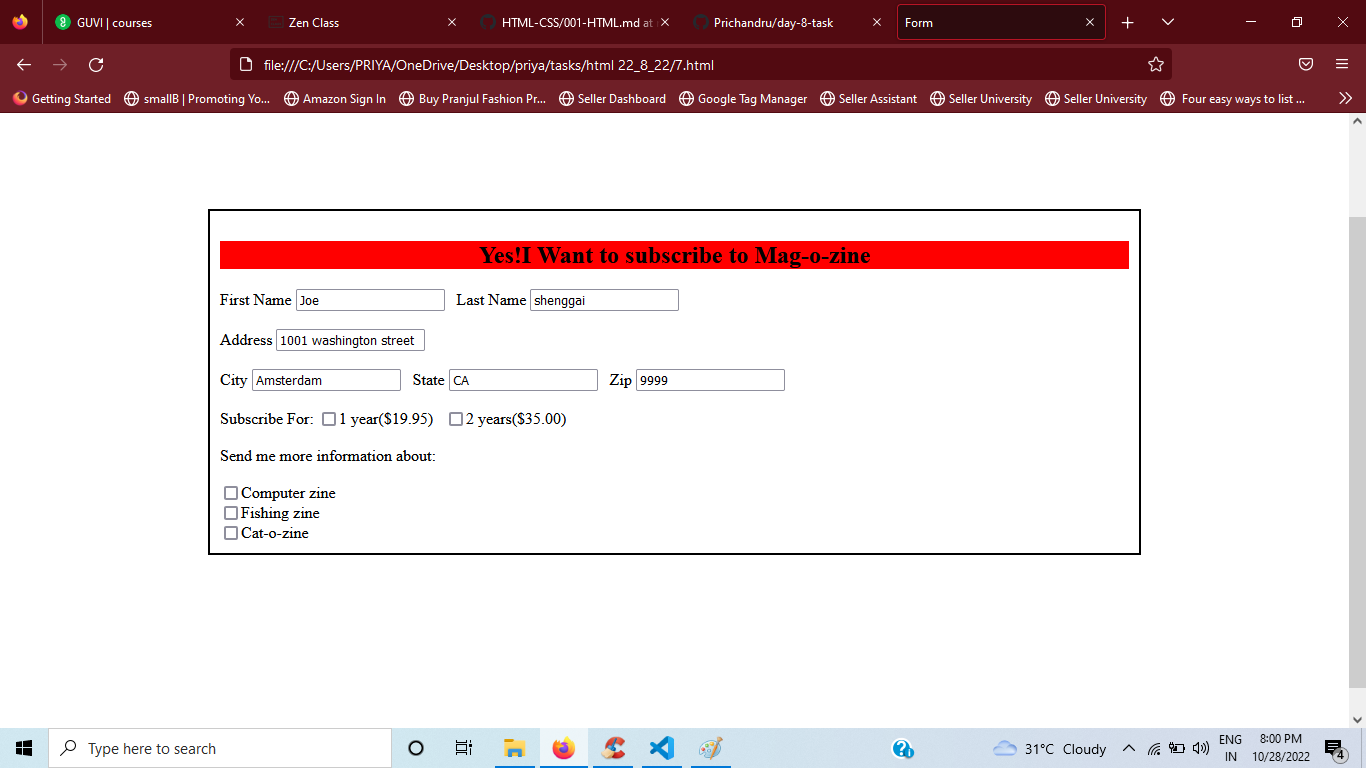 GUVI | courses
Zen Class
HTML-CSS/001-HTML.md at
Prichandru/day-8-task
Form
file:///C:/Users/PRIYA/OneDrive/Desktop/priya/tasks/html 22_8_22/7.html
Getting Started smallB | Promoting Yo... Amazon Sign In Buy Pranjul Fashion Pr... Seller Dashboard Google Tag Manager Seller Assistant Seller University Seller University Four easy ways to list ...
Yes!I Want to subscribe to Mag-o-zine
First Name Joe Last Name shenggai
Address 1001 washington street
City Amsterdam State CA Zip 9999
Subscribe For: 1 year($19.95) 2 years($35.00)
Send me more information about:
Computer zine
Fishing zine
Cat-o-zine
Type here to search
31°C Cloudy
ENG
IN
8:00 PM
10/28/2022
4